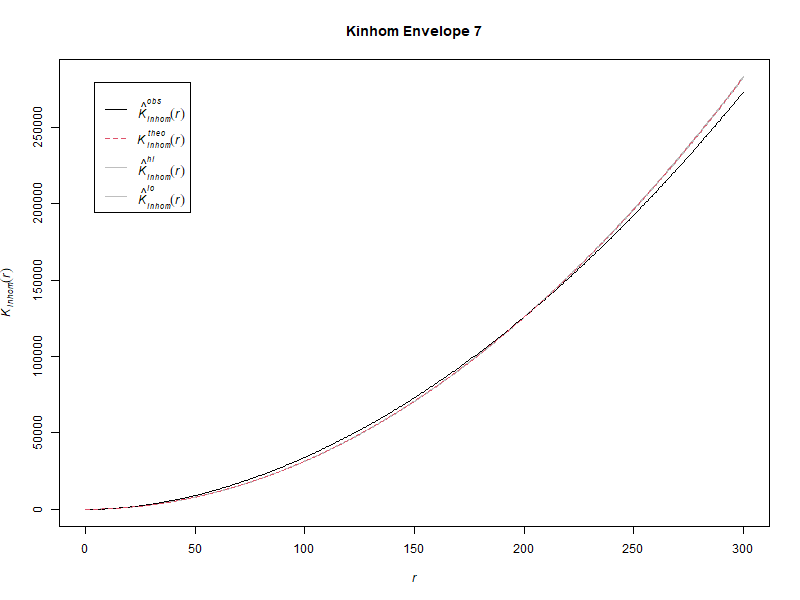 Kinhom Envelope 7
K̂ᵒᵇˢinhom(r)
Kᵗʰᵉᵒinhom(r)
K̂ʰⁱinhom(r)
K̂ˡᵒinhom(r)
K inhom(r)
250000
200000
150000
100000
50000
0
0 50 100 150 200 250 300
r